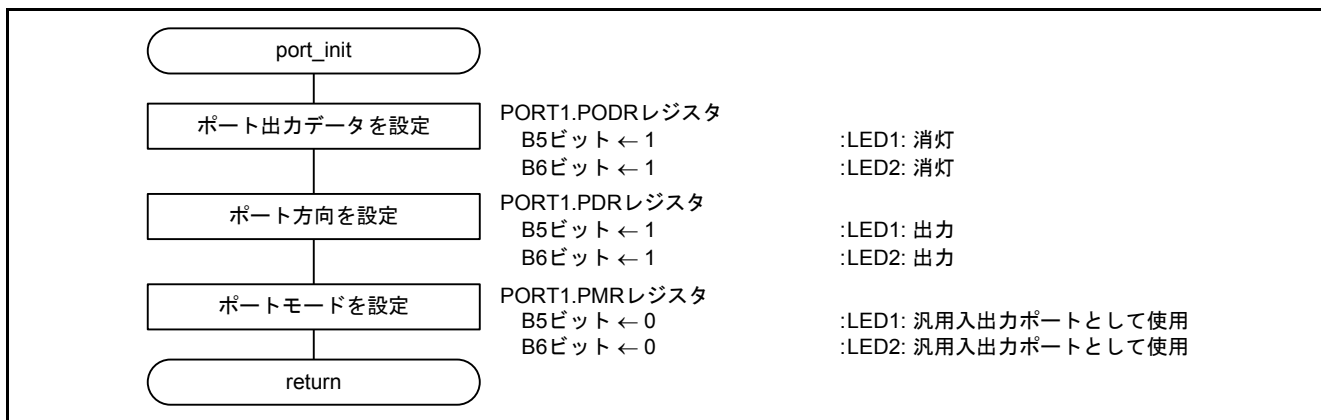 port_init
ポート出力データを設定
PORT1.PODRレジスタ
B5ビット ← 1 :LED1: 消灯
B6ビット ← 1 :LED2: 消灯
ポート方向を設定
PORT1.PDRレジスタ
B5ビット ← 1 :LED1: 出力
B6ビット ← 1 :LED2: 出力
ポートモードを設定
PORT1.PMRレジスタ
B5ビット ← 0 :LED1: 汎用入出力ポートとして使用
B6ビット ← 0 :LED2: 汎用入出力ポートとして使用
return